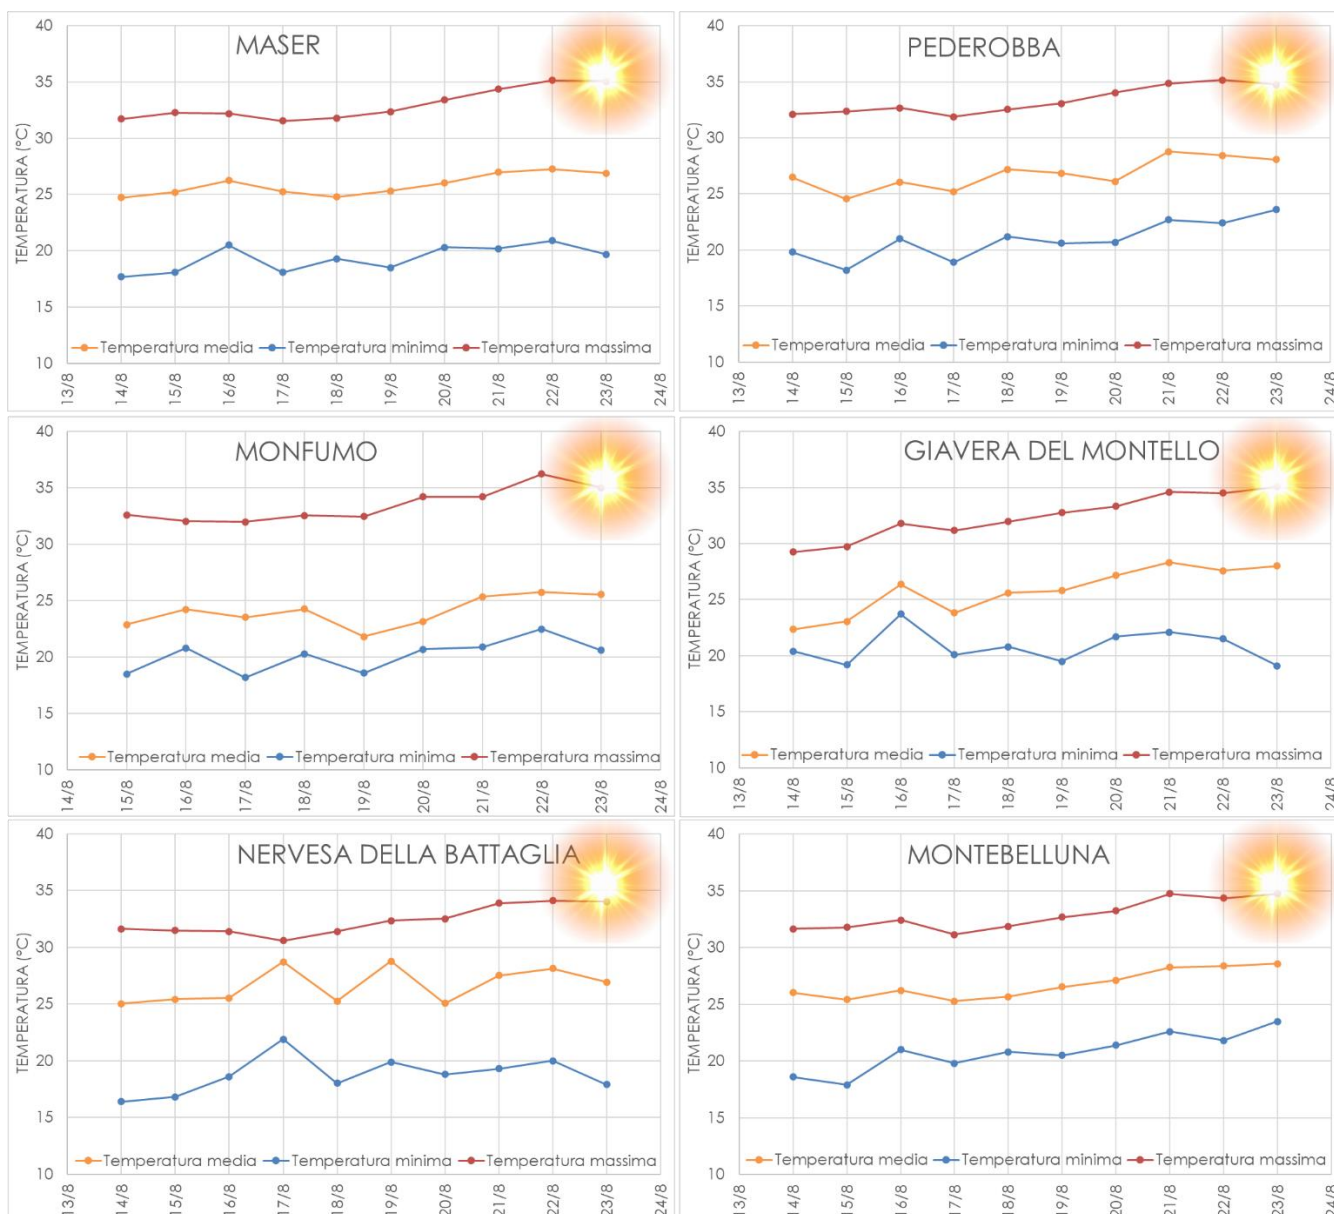 MASER
TEMPERATURA (°C)
40
35
30
25
20
15
10
Temperatura media Temperatura minima Temperatura massima
13/8 14/8 15/8 16/8 17/8 18/8 19/8 20/8 21/8 22/8 23/8 24/8
PEDEROBBA
TEMPERATURA (°C)
40
35
30
25
20
15
10
Temperatura media Temperatura minima Temperatura massima
13/8 14/8 15/8 16/8 17/8 18/8 19/8 20/8 21/8 22/8 23/8 24/8
MONFUMO
TEMPERATURA (°C)
40
35
30
25
20
15
10
Temperatura media Temperatura minima Temperatura massima
14/8 15/8 16/8 17/8 18/8 19/8 20/8 21/8 22/8 23/8 24/8
GIAVERA DEL MONTELLO
TEMPERATURA (°C)
40
35
30
25
20
15
10
Temperatura media Temperatura minima Temperatura massima
13/8 14/8 15/8 16/8 17/8 18/8 19/8 20/8 21/8 22/8 23/8 24/8
NERVESA DELLA BATTAGLIA
TEMPERATURA (°C)
40
35
30
25
20
15
10
Temperatura media Temperatura minima Temperatura massima
13/8 14/8 15/8 16/8 17/8 18/8 19/8 20/8 21/8 22/8 23/8 24/8
MONTEBELLUNA
TEMPERATURA (°C)
40
35
30
25
20
15
10
Temperatura media Temperatura minima Temperatura massima
13/8 14/8 15/8 16/8 17/8 18/8 19/8 20/8 21/8 22/8 23/8 24/8